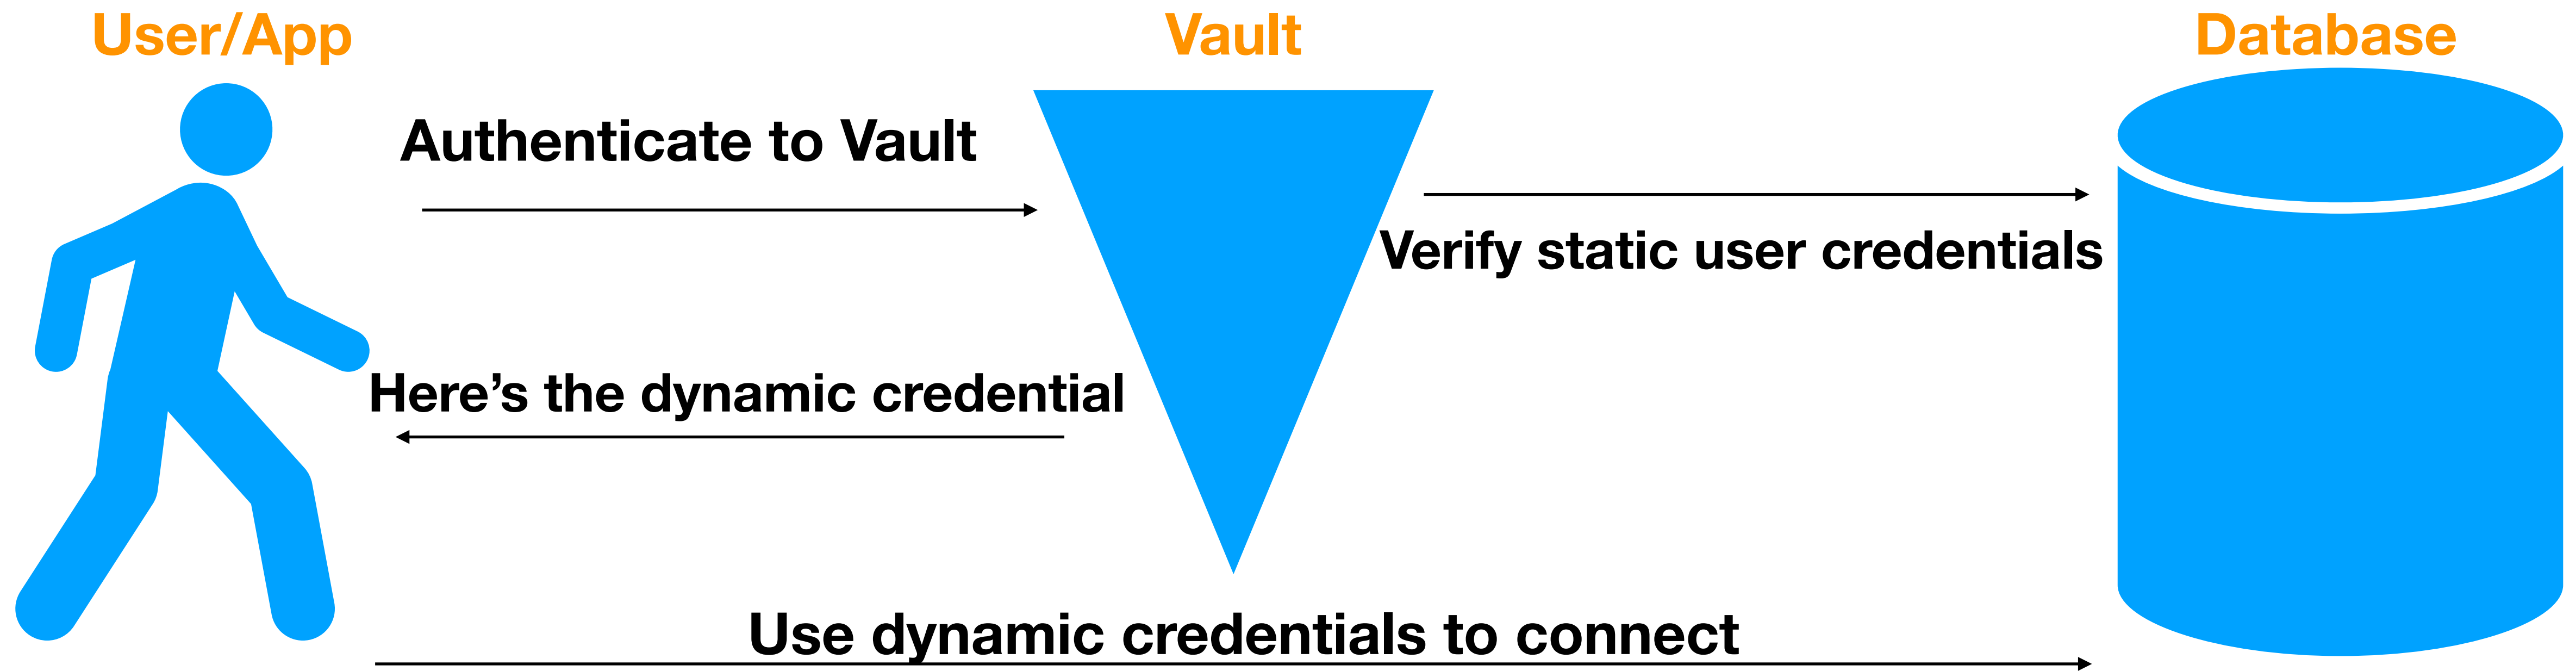 User/App
Vault
Database
Authenticate to Vault
Verify static user credentials
Here’s the dynamic credential
Use dynamic credentials to connect